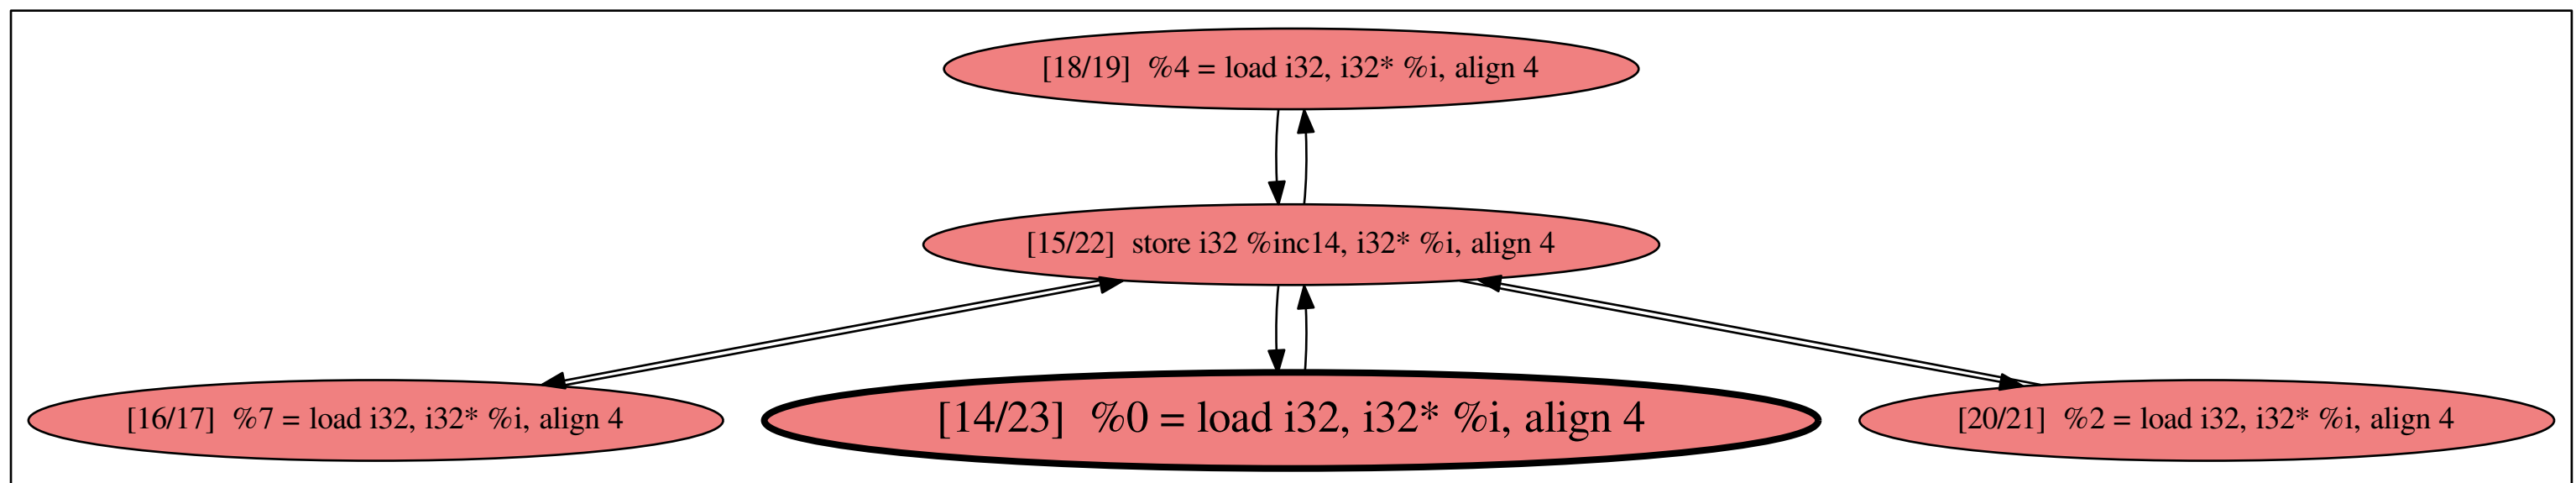 [18/19]  %4 = load i32, i32* %i, align 4
[15/22]  store i32 %inc14, i32* %i, align 4
[16/17]  %7 = load i32, i32* %i, align 4
[14/23]  %0 = load i32, i32* %i, align 4
[20/21]  %2 = load i32, i32* %i, align 4